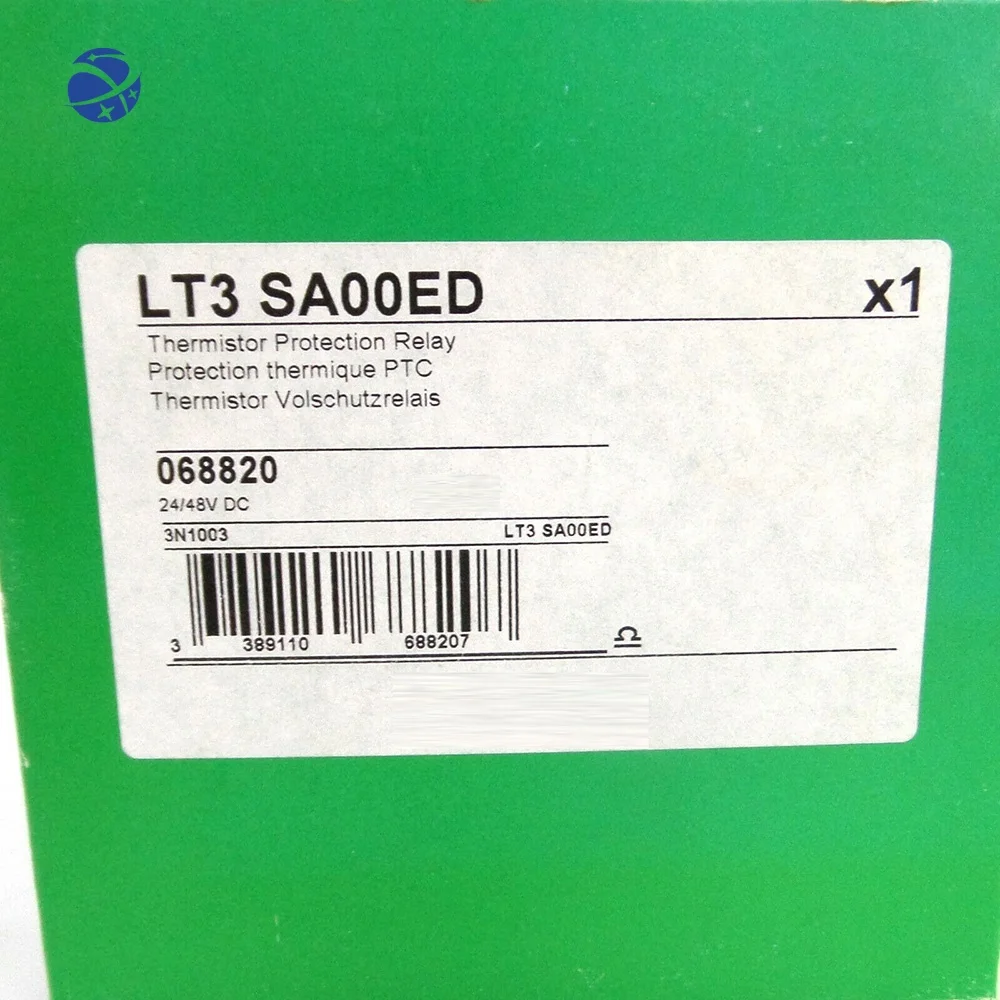 LT3 SA00ED x1
Thermistor Protection Relay
Protection thermique PTC
Thermistor Volschutzrelais
068820
24/48V DC
3N1003 LT3 SA00ED
3 389110 688207